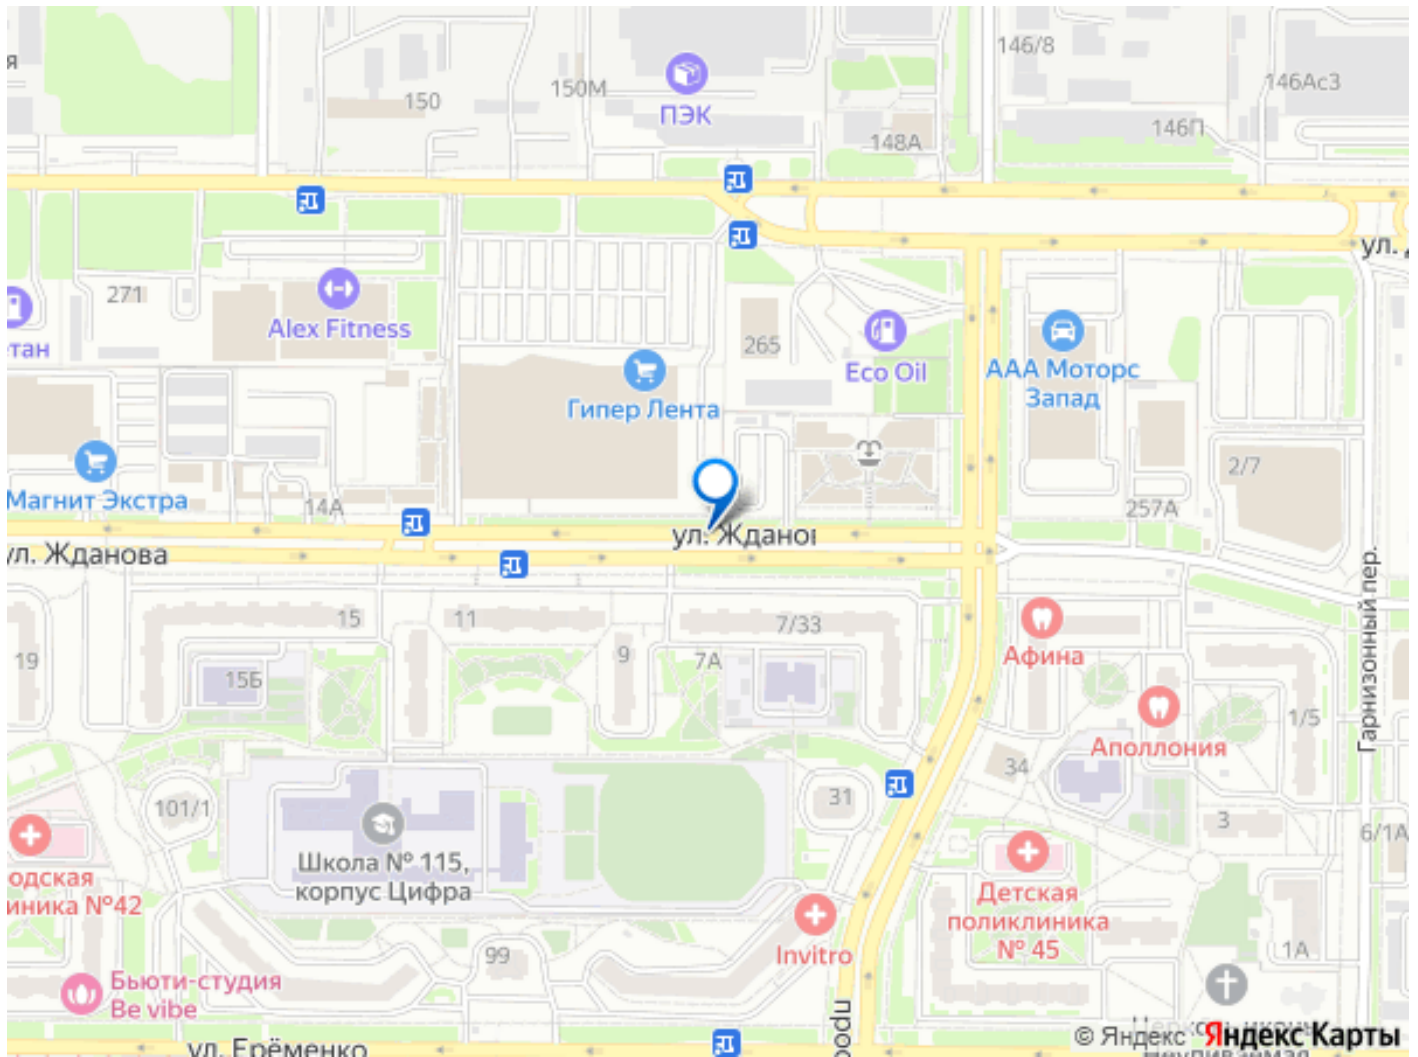 я
150
150М
ПЭК
148А
146/8
146Ас3
146П
ул.
271
Alex Fitness
тан
265
Eco Oil
ААА Моторс
Запад
Гипер Лента
Магнит Экстра
14А
2/7
257А
ул. Жданов
ул. Жданова
Гарнизонный пер.
15
11
7/33
9
7А
19
15Б
Афина
Аполлония
1/5
34
31
101/1
3
6/1А
Школа № 115,
корпус Цифра
одская
иника №42
Детская
поликлиника
№ 45
Invitro
99
1А
Бьюти-студия
Be vibe
прос
ул. Ерёменко
© Яндекс Яндекс Карты